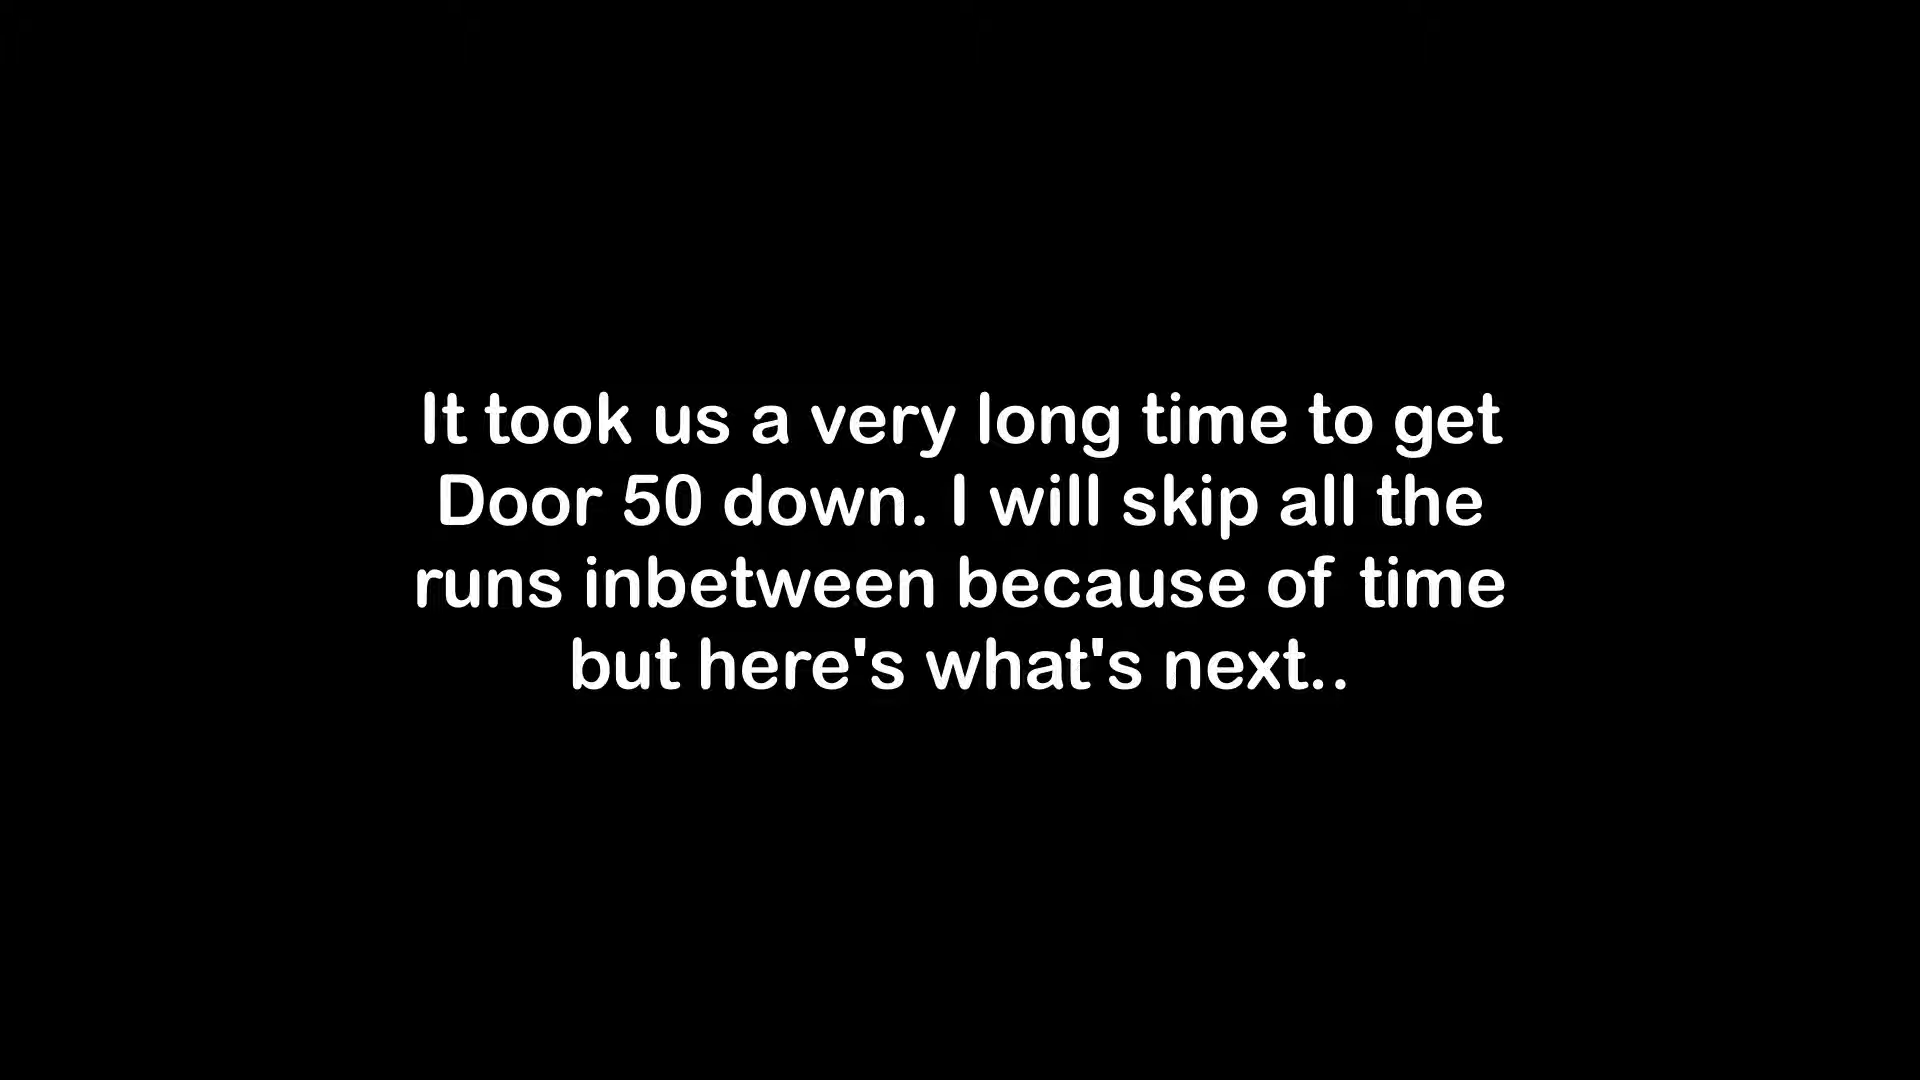 It took us a very long time to get
Door 50 down. I will skip all the
runs inbetween because of time
but here's what's next..